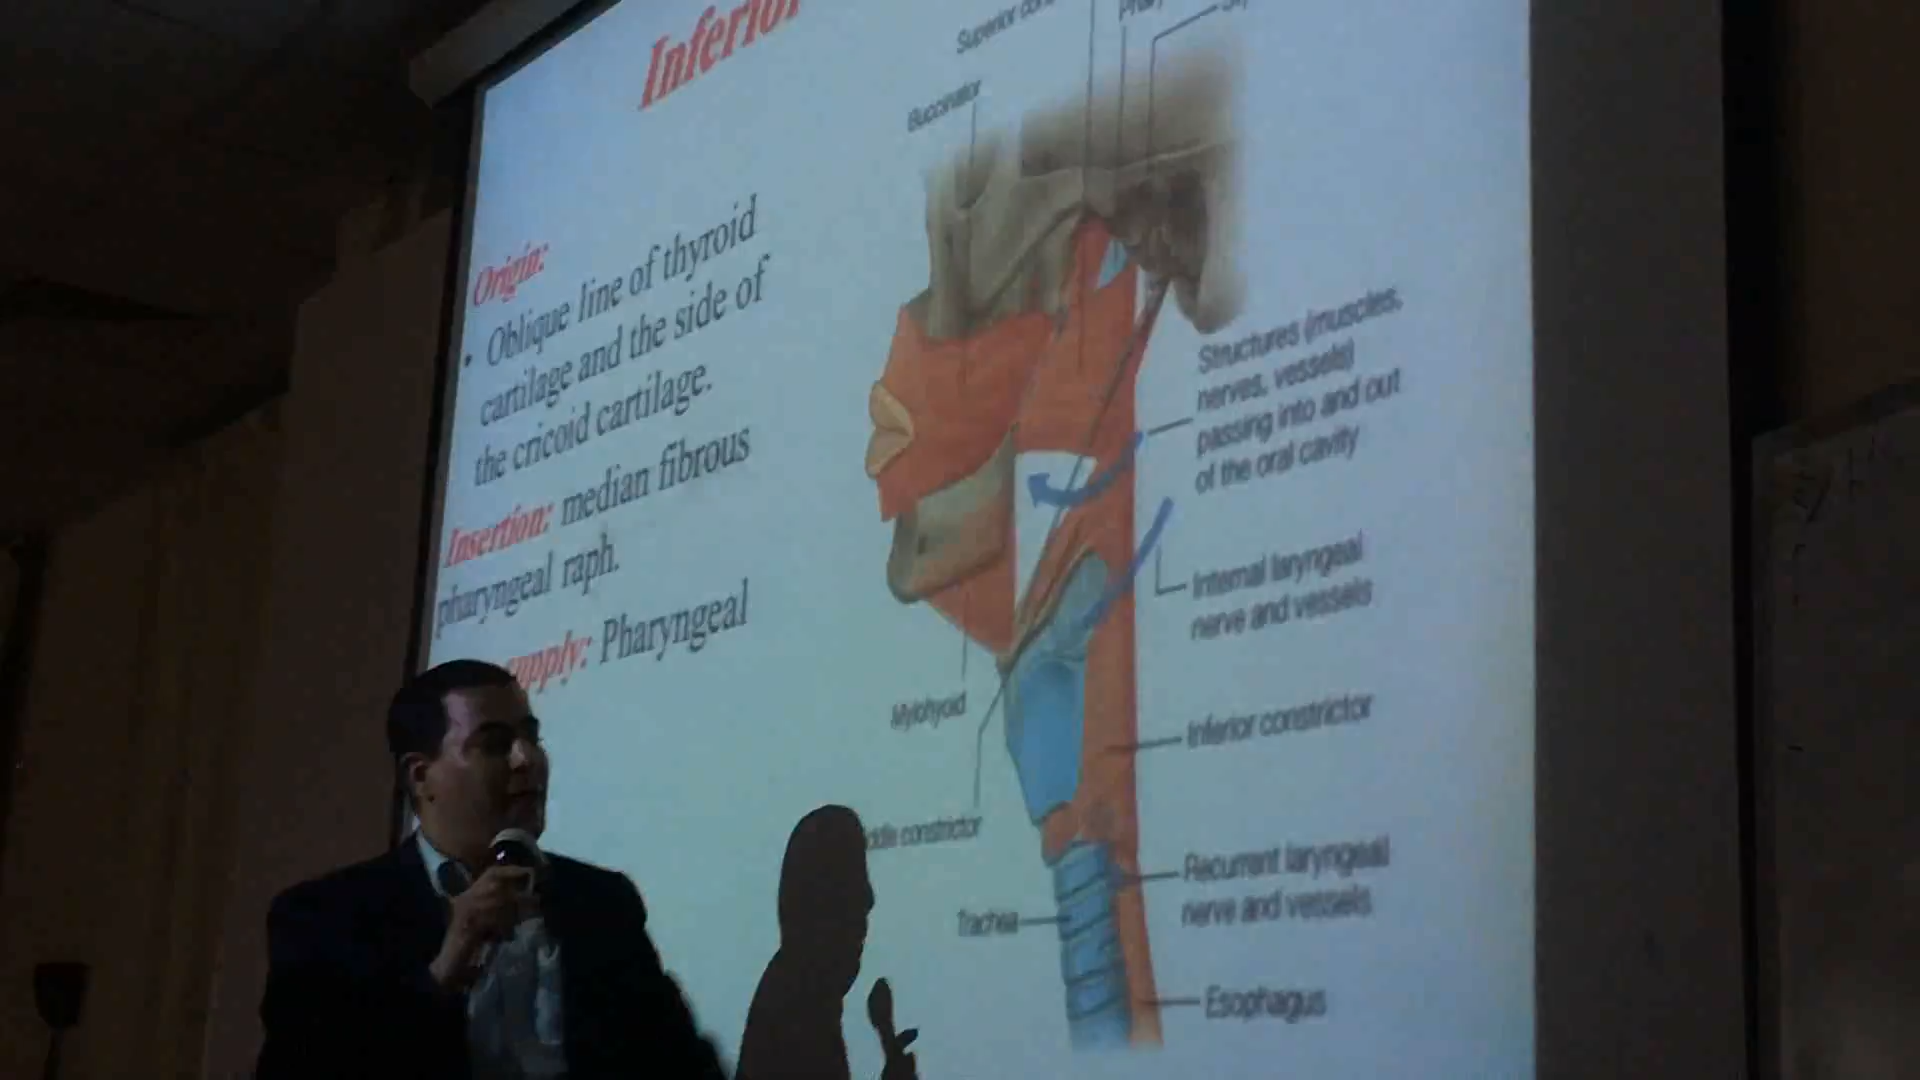 Superior
Buccinator
Origin:
• Oblique line of thyroid
cartilage and the side of
the cricoid cartilage.
Insertion: median fibrous
pharyngeal raph.
Pharyngeal
Structures (muscles,
nerves, vessels)
passing into and out
of the oral cavity
Internal laryngeal
nerve and vessels
Mylohyoid
Inferior constrictor
constrictor
Recurrent laryngeal
nerve and vessels
Trachea
Esophagus